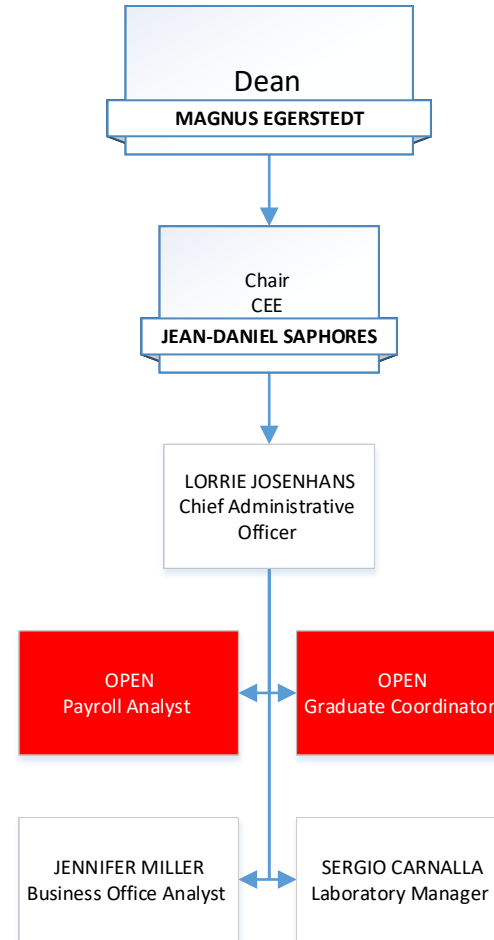 Dean
MAGNUS EGERSTEDT
Chair
CEE
JEAN-DANIEL SAPHORES
LORRIE JOSENHANS
Chief Administrative
Officer
OPEN
Payroll Analyst
OPEN
Graduate Coordinator
JENNIFER MILLER
Business Office Analyst
SERGIO CARNALLA
Laboratory Manager